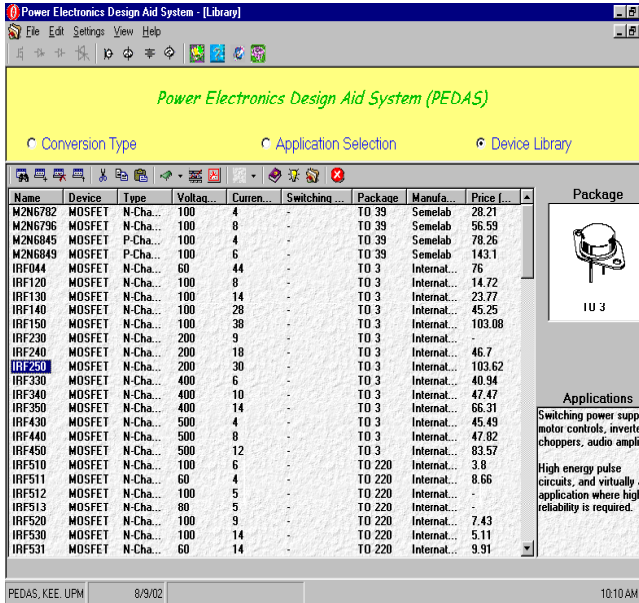 Power Electronics Design Aid System - [Library]
File Edit Settings View Help
Power Electronics Design Aid System (PEDAS)
Conversion Type Application Selection Device Library
Name Device Type Voltag... Curren... Switching ... Package Manufa... Price (...
M2N6782 MOSFET N-Cha... 100 4 - TO 39 Semelab 28.21
M2N6796 MOSFET N-Cha... 100 8 - TO 39 Semelab 56.59
M2N6845 MOSFET P-Cha... 100 4 - TO 39 Semelab 78.26
M2N6849 MOSFET P-Cha... 100 6 - TO 39 Semelab 143.1
IRF044 MOSFET N-Cha... 60 44 - TO 3 Internat... 76
IRF120 MOSFET N-Cha... 100 8 - TO 3 Internat... 14.72
IRF130 MOSFET N-Cha... 100 14 - TO 3 Internat... 23.77
IRF140 MOSFET N-Cha... 100 28 - TO 3 Internat... 45.25
IRF150 MOSFET N-Cha... 100 38 - TO 3 Internat... 103.08
IRF230 MOSFET N-Cha... 200 9 - TO 3 Internat... -
IRF240 MOSFET N-Cha... 200 18 - TO 3 Internat... 46.7
IRF250 MOSFET N-Cha... 200 30 - TO 3 Internat... 103.62
IRF330 MOSFET N-Cha... 400 6 - TO 3 Internat... 40.94
IRF340 MOSFET N-Cha... 400 10 - TO 3 Internat... 47.47
IRF350 MOSFET N-Cha... 400 14 - TO 3 Internat... 66.31
IRF430 MOSFET N-Cha... 500 4 - TO 3 Internat... 45.49
IRF440 MOSFET N-Cha... 500 8 - TO 3 Internat... 47.82
IRF450 MOSFET N-Cha... 500 12 - TO 3 Internat... 83.57
IRF510 MOSFET N-Cha... 100 6 - TO 220 Internat... 3.8
IRF511 MOSFET N-Cha... 60 4 - TO 220 Internat... 8.66
IRF512 MOSFET N-Cha... 100 5 - TO 220 Internat... -
IRF513 MOSFET N-Cha... 80 5 - TO 220 Internat... -
IRF520 MOSFET N-Cha... 100 9 - TO 220 Internat... 7.43
IRF530 MOSFET N-Cha... 100 14 - TO 220 Internat... 5.11
IRF531 MOSFET N-Cha... 60 14 - TO 220 Internat... 9.91
Package
TO 3
Applications
Switching power supp
motor controls, inverte
choppers, audio ampli
High energy pulse
circuits, and virtually
application where hig
reliability is required.
PEDAS, KEE. UPM 8/9/02 10:10 AM